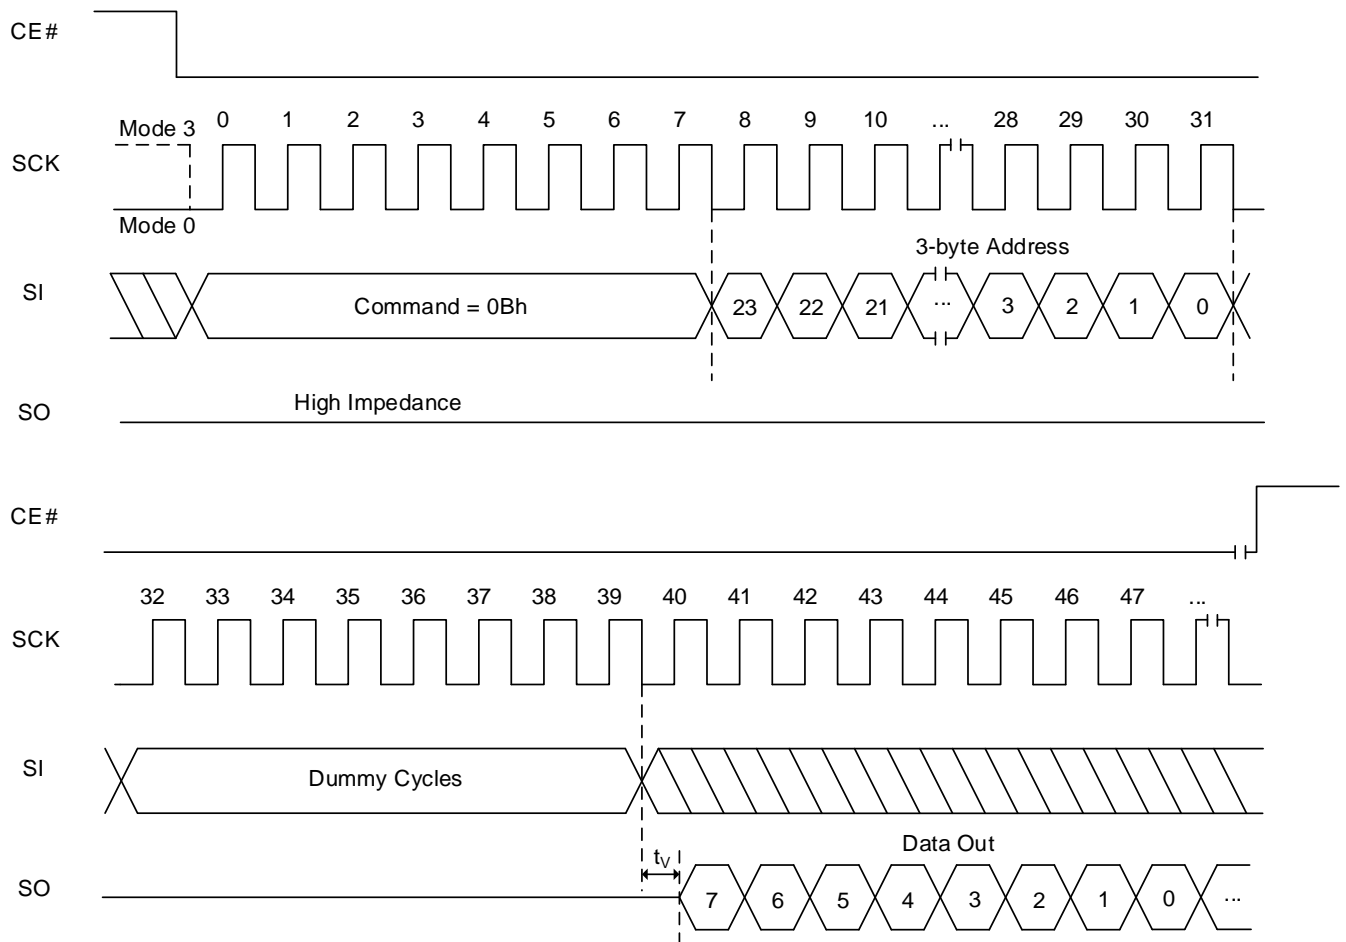 CE#
Mode 3 0 1 2 3 4 5 6 7 8 9 10 ... 28 29 30 31
SCK
Mode 0
3-byte Address
SI Command = 0Bh 23 22 21 ... 3 2 1 0
High Impedance
SO
CE#
32 33 34 35 36 37 38 39 40 41 42 43 44 45 46 47 ...
SCK
SI Dummy Cycles
Data Out
tV
SO 7 6 5 4 3 2 1 0 ...